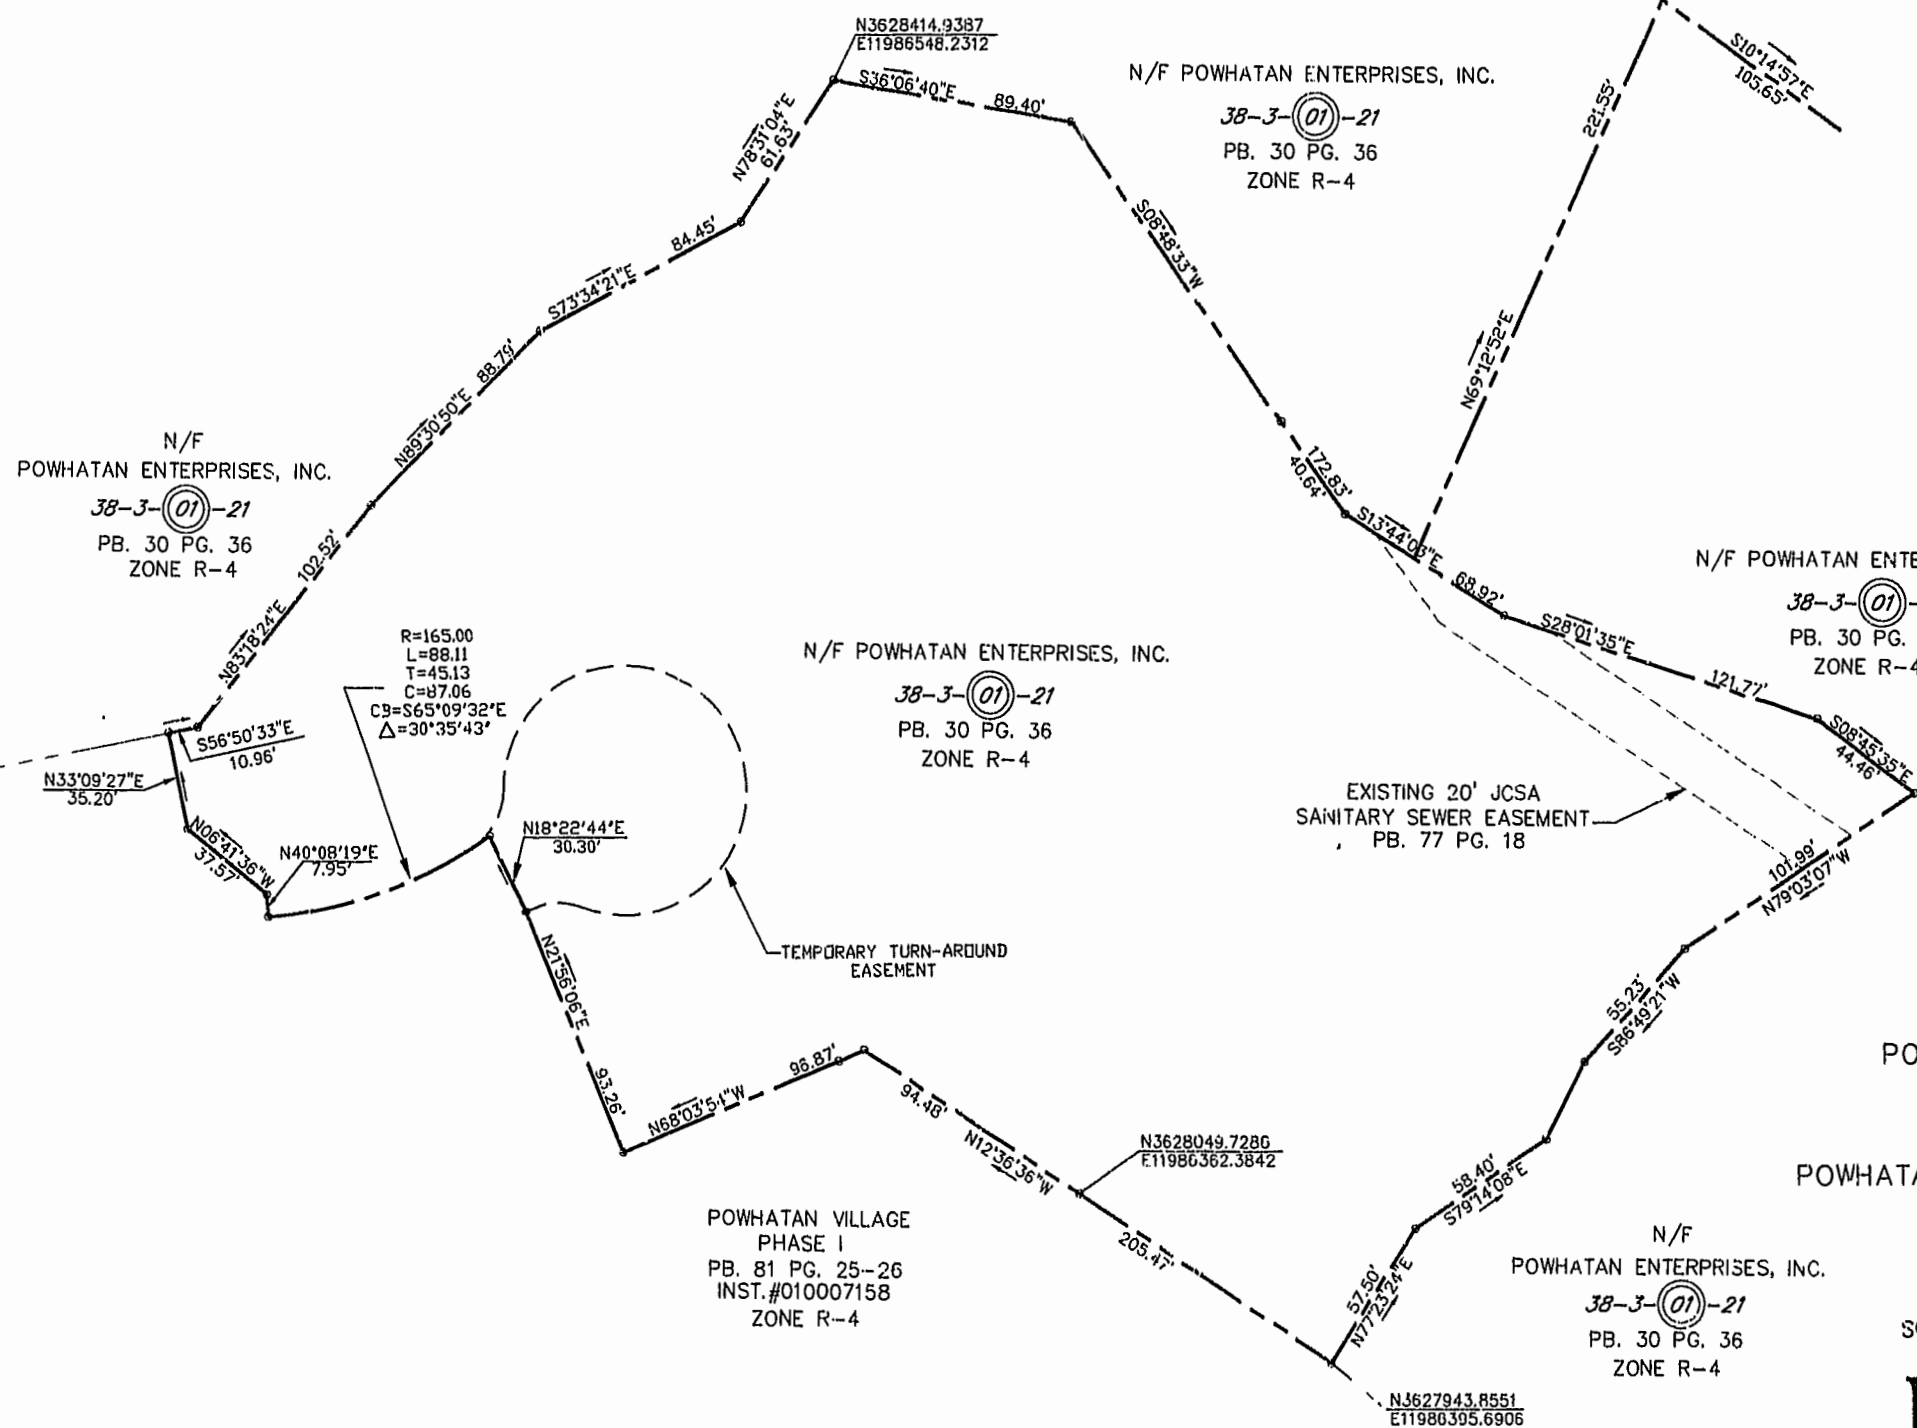 N3628414.9387
E11986548.2312
S36°06'40"E
89.40'
N/F POWHATAN ENTERPRISES, INC.
38-3-(01)-21
PB. 30 PG. 36
ZONE R-4
S10°14'57"E
105.65'
221.55'
N69°12'52"E
N78°31'04"E
61.63'
84.45'
S73°34'21"E
88.79'
N89°30'50"E
S08°48'33"W
172.83'
40.64'
S13°44'03"E
68.92'
S28°01'35"E
121.77'
S08°45'35"E
44.46'
N/F
POWHATAN ENTERPRISES, INC.
38-3-(01)-21
PB. 30 PG. 36
ZONE R-4
102.52'
N83°18'24"E
N/F POWHATAN ENTE
38-3-(01)-
PB. 30 PG.
ZONE R-4
R=165.00
L=88.11
T=45.13
C=87.06
CB=S65°09'32"E
Δ=30°35'43"
N/F POWHATAN ENTERPRISES, INC.
38-3-(01)-21
PB. 30 PG. 36
ZONE R-4
S56°50'33"E
10.96'
N33°09'27"E
35.20'
N06°41'36"W
37.57'
N40°08'19"E
7.95'
N18°22'44"E
30.30'
EXISTING 20' JCSA
SANITARY SEWER EASEMENT
PB. 77 PG. 18
101.99'
N79°03'07"W
TEMPORARY TURN-AROUND
EASEMENT
N21°56'06"E
93.26'
N68°03'54"W
96.87'
94.48'
N12°36'36"W
205.47'
55.23'
S86°49'21"W
PO
N3628049.7280
E11986362.3842
58.40'
S79°14'08"E
POWHATA
POWHATAN VILLAGE
PHASE I
PB. 81 PG. 25-26
INST.#010007158
ZONE R-4
57.50'
N77°23'24"E
N/F
POWHATAN ENTERPRISES, INC.
38-3-(01)-21
PB. 30 PG. 36
ZONE R-4
N3627943.8551
E11986395.6906